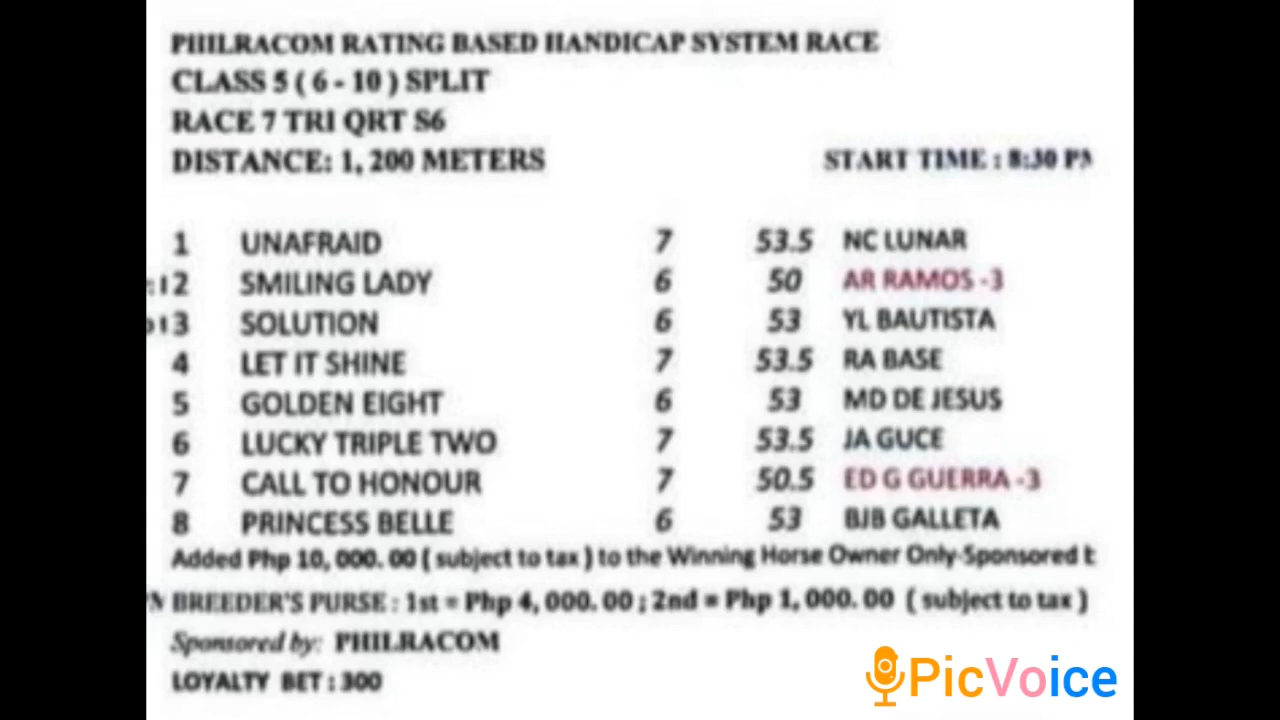 PHILRACOM RATING BASED HANDICAP SYSTEM RACE
CLASS 5 ( 6 - 10 ) SPLIT
RACE 7 TRI QRT S6
DISTANCE: 1, 200 METERS START TIME : 8:30 PM
1 UNAFRAID 7 53.5 NC LUNAR
2 SMILING LADY 6 50 AR RAMOS -3
3 SOLUTION 6 53 YL BAUTISTA
4 LET IT SHINE 7 53.5 RA BASE
5 GOLDEN EIGHT 6 53 MD DE JESUS
6 LUCKY TRIPLE TWO 7 53.5 JA GUCE
7 CALL TO HONOUR 7 50.5 ED G GUERRA -3
8 PRINCESS BELLE 6 53 BJB GALLETA
Added Php 10, 000. 00 ( subject to tax ) to the Winning Horse Owner Only-Sponsored
BREEDER'S PURSE : 1st = Php 4, 000. 00 ; 2nd = Php 1, 000. 00 ( subject to tax )
Sponsored by: PHILRACOM
LOYALTY BET : 300
PicVoice